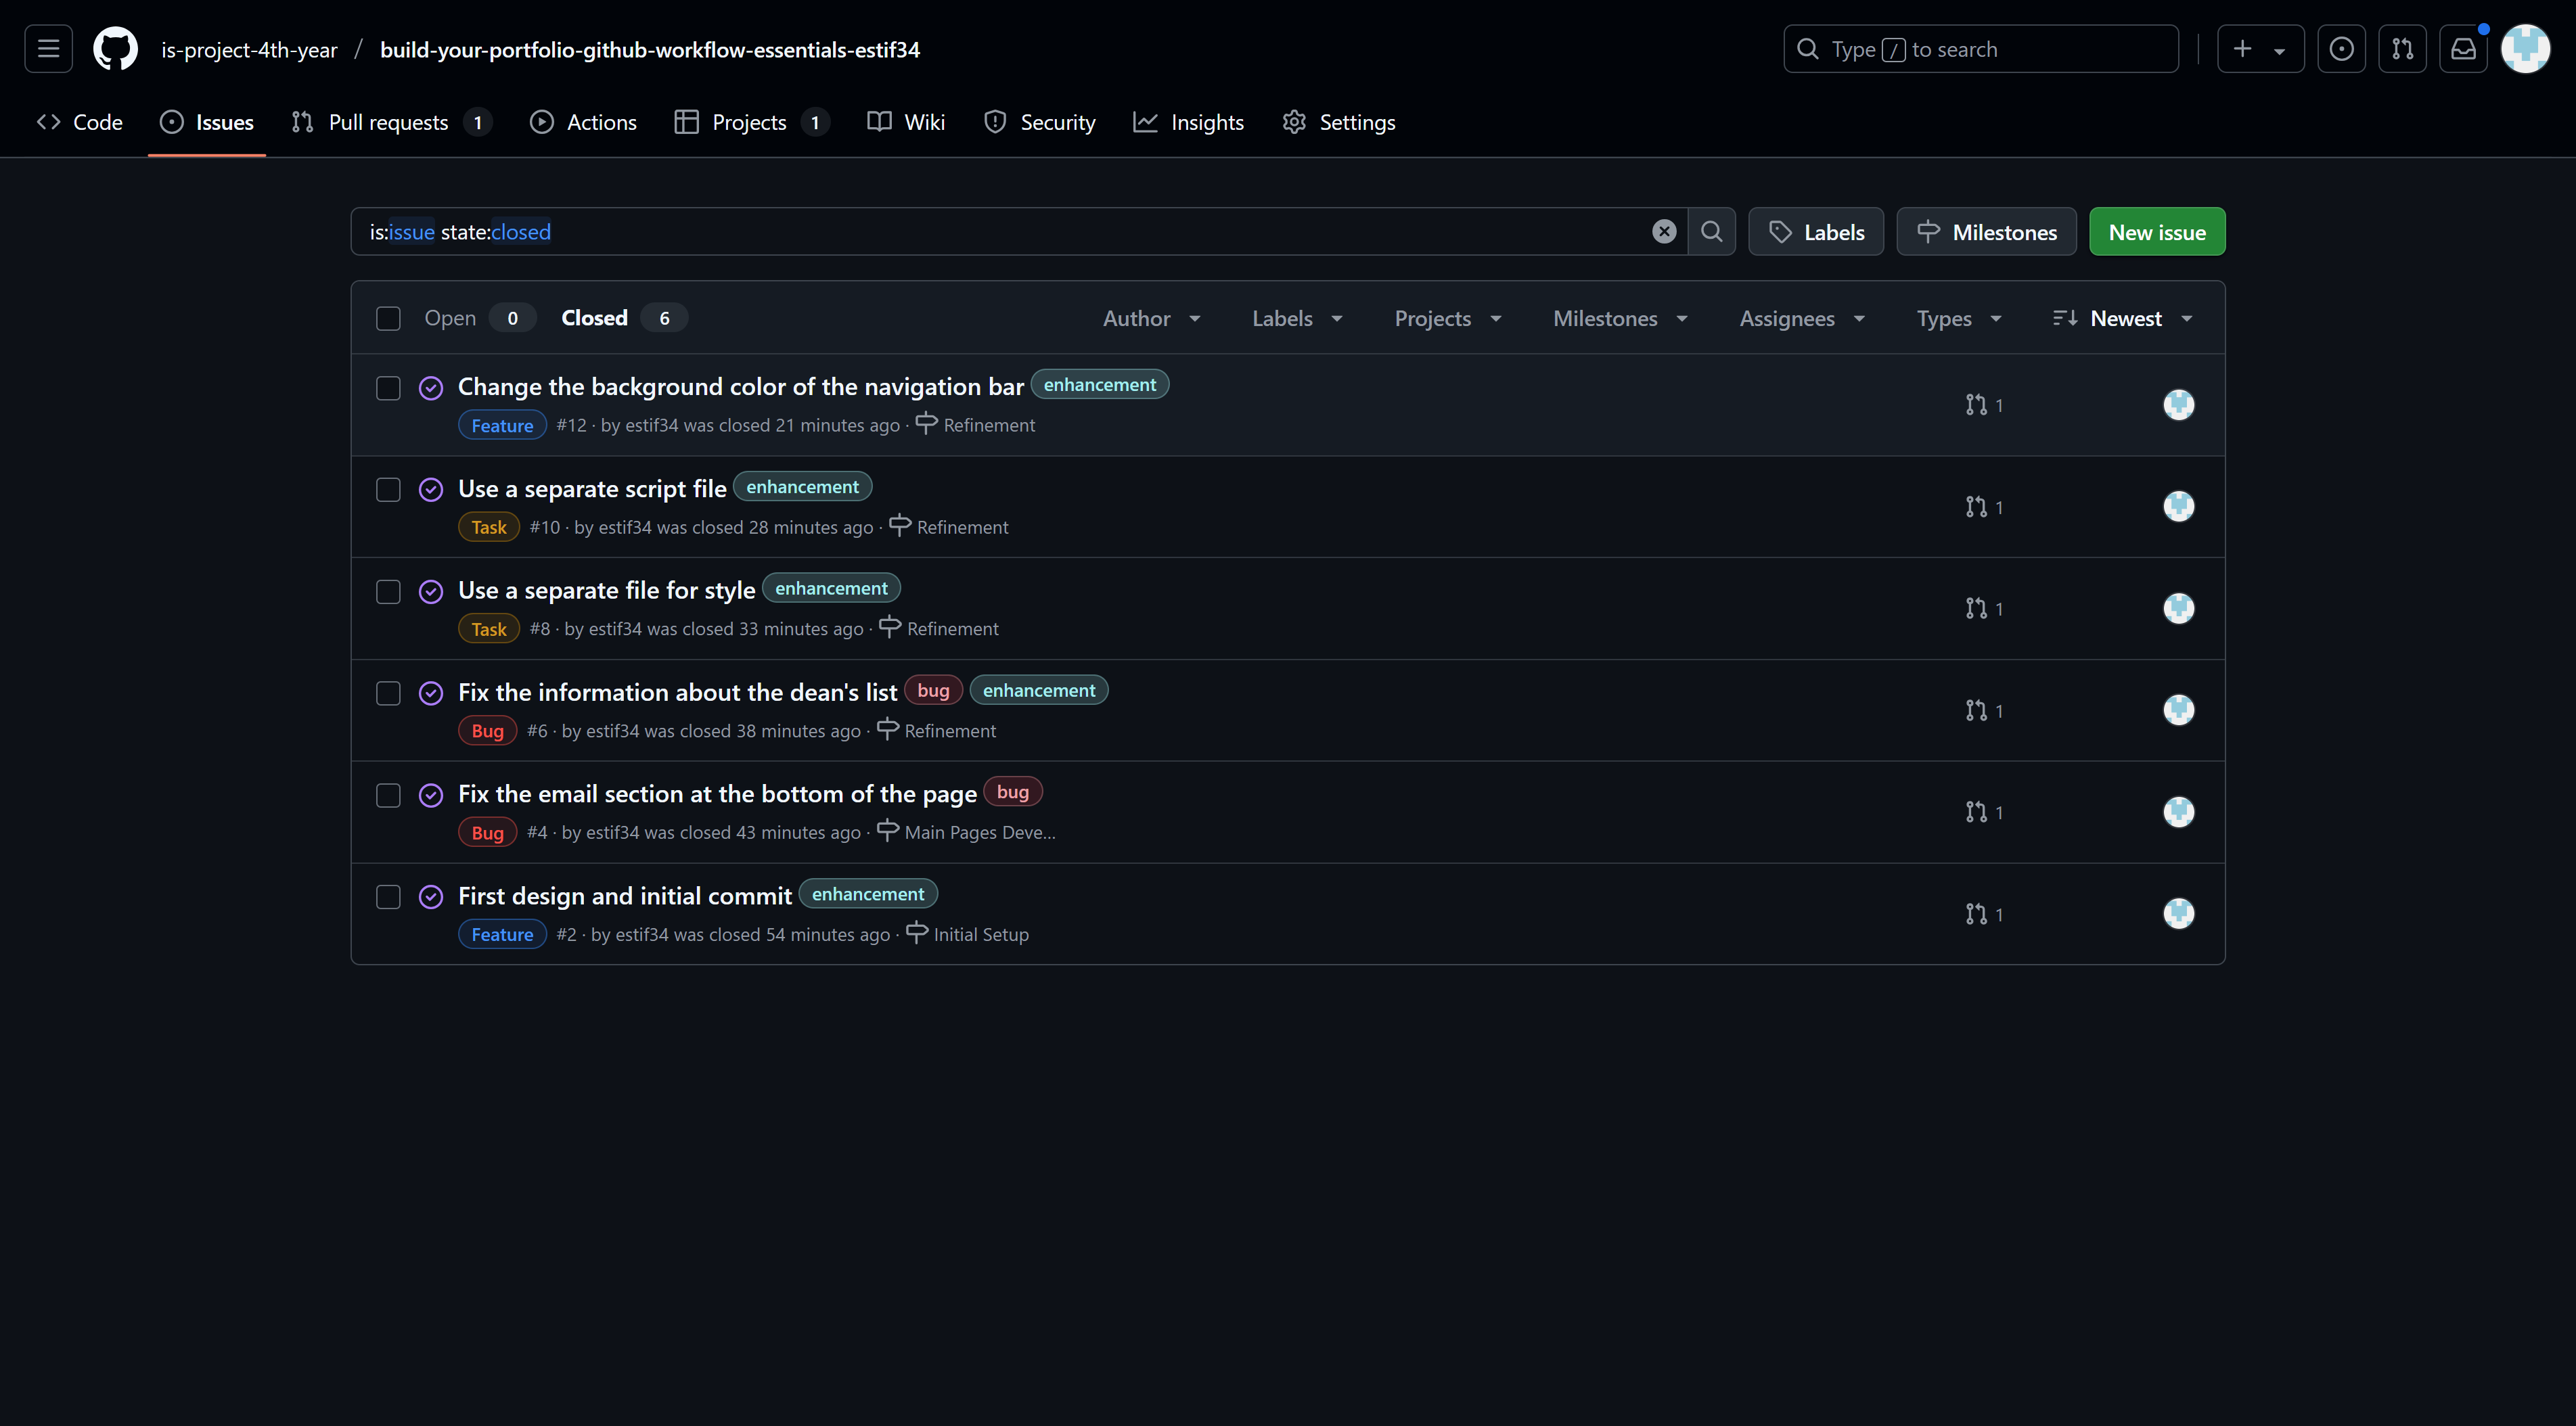 is-project-4th-year / build-your-portfolio-github-workflow-essentials-estif34
Type / to search
Code Issues Pull requests 1 Actions Projects 1 Wiki Security Insights Settings
is:issue state:closed
Labels Milestones New issue
Open 0 Closed 6 Author Labels Projects Milestones Assignees Types Newest
Change the background color of the navigation bar enhancement
Feature #12 · by estif34 was closed 21 minutes ago · Refinement
1
Use a separate script file enhancement
Task #10 · by estif34 was closed 28 minutes ago · Refinement
1
Use a separate file for style enhancement
Task #8 · by estif34 was closed 33 minutes ago · Refinement
1
Fix the information about the dean's list bug enhancement
Bug #6 · by estif34 was closed 38 minutes ago · Refinement
1
Fix the email section at the bottom of the page bug
Bug #4 · by estif34 was closed 43 minutes ago · Main Pages Deve...
1
First design and initial commit enhancement
Feature #2 · by estif34 was closed 54 minutes ago · Initial Setup
1